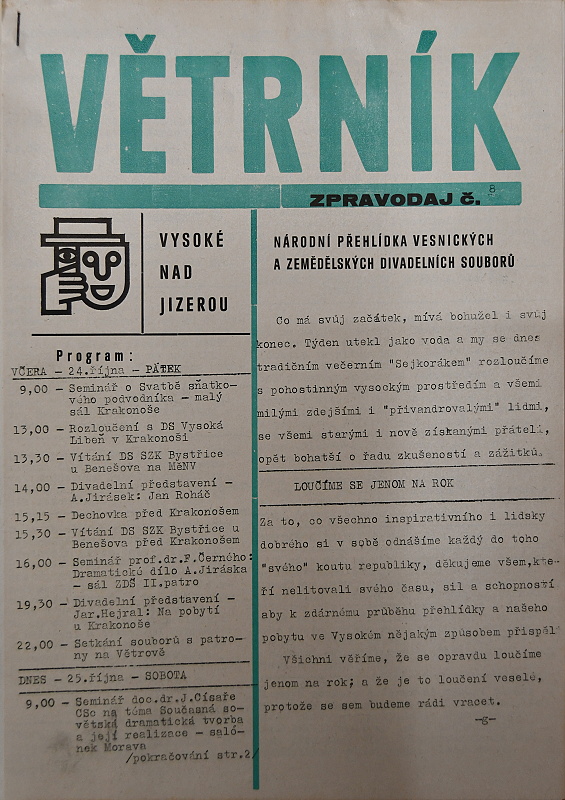 VĚTRNÍK
ZPRAVODAJ č. 8
VYSOKÉ
NAD
JIZEROU
NÁRODNÍ PŘEHLÍDKA VESNICKÝCH
A ZEMĚDĚLSKÝCH DIVADELNÍCH SOUBORŮ
Program:
VČERA - 24.října - PÁTEK
9,00 - Seminář o Svatbě sňatko-
vého podvodníka - malý
sál Krakonoše
13,00 - Rozloučení s DS Vysoká
Libeň v Krakonoši
13,30 - Vítání DS SZK Bystřice
u Benešova na MěNV
14,00 - Divadelní představení -
A.Jirásek: Jan Roháč
15,15 - Dechovka před Krakonošem
15,30 - Vítání DS SZK Bystřice u
Benešova před Krakonošem
16,00 - Seminář prof.dr.F.Černého:
Dramatické dílo A.Jiráska
- sál ZDŠ II.patro
19,30 - Divadelní představení -
Jar.Hejral: Na pobytí
u Krakonoše
22,00 - Setkání souborů s patro-
ny na Větrově
DNES - 25.října - SOBOTA
9,00 - Seminář doc.dr.J.Císaře
CSc na téma Současná so-
větská dramatická tvorba
a její realizace - saló-
nek Morava
/pokračování str.2/
Co má svůj začátek, mívá bohužel i svůj
konec. Týden utekl jako voda a my se dnes
tradičním večerním "Sejkorákem" rozloučíme
s pohostinným vysockým prostředím a všemi
milými zdejšími i "přivandrovalými" lidmi,
se všemi starými i nově získanými přáteli,
opět bohatší o řadu zkušeností a zážitků.
LOUČÍME SE JENOM NA ROK
Za to, co všechno inspirativního i lidsky
dobrého si v sobě odnášíme každý do toho
"svého" koutu republiky, děkujeme všem,kte-
ří nelitovali svého času, sil a schopností
aby k zdárnému průběhu přehlídky a našeho
pobytu ve Vysokém nějakým způsobem přispěl
Všichni věříme, že se opravdu loučíme
jenom na rok; a že je to loučení veselé,
protože se sem budeme rádi vracet.
-g-